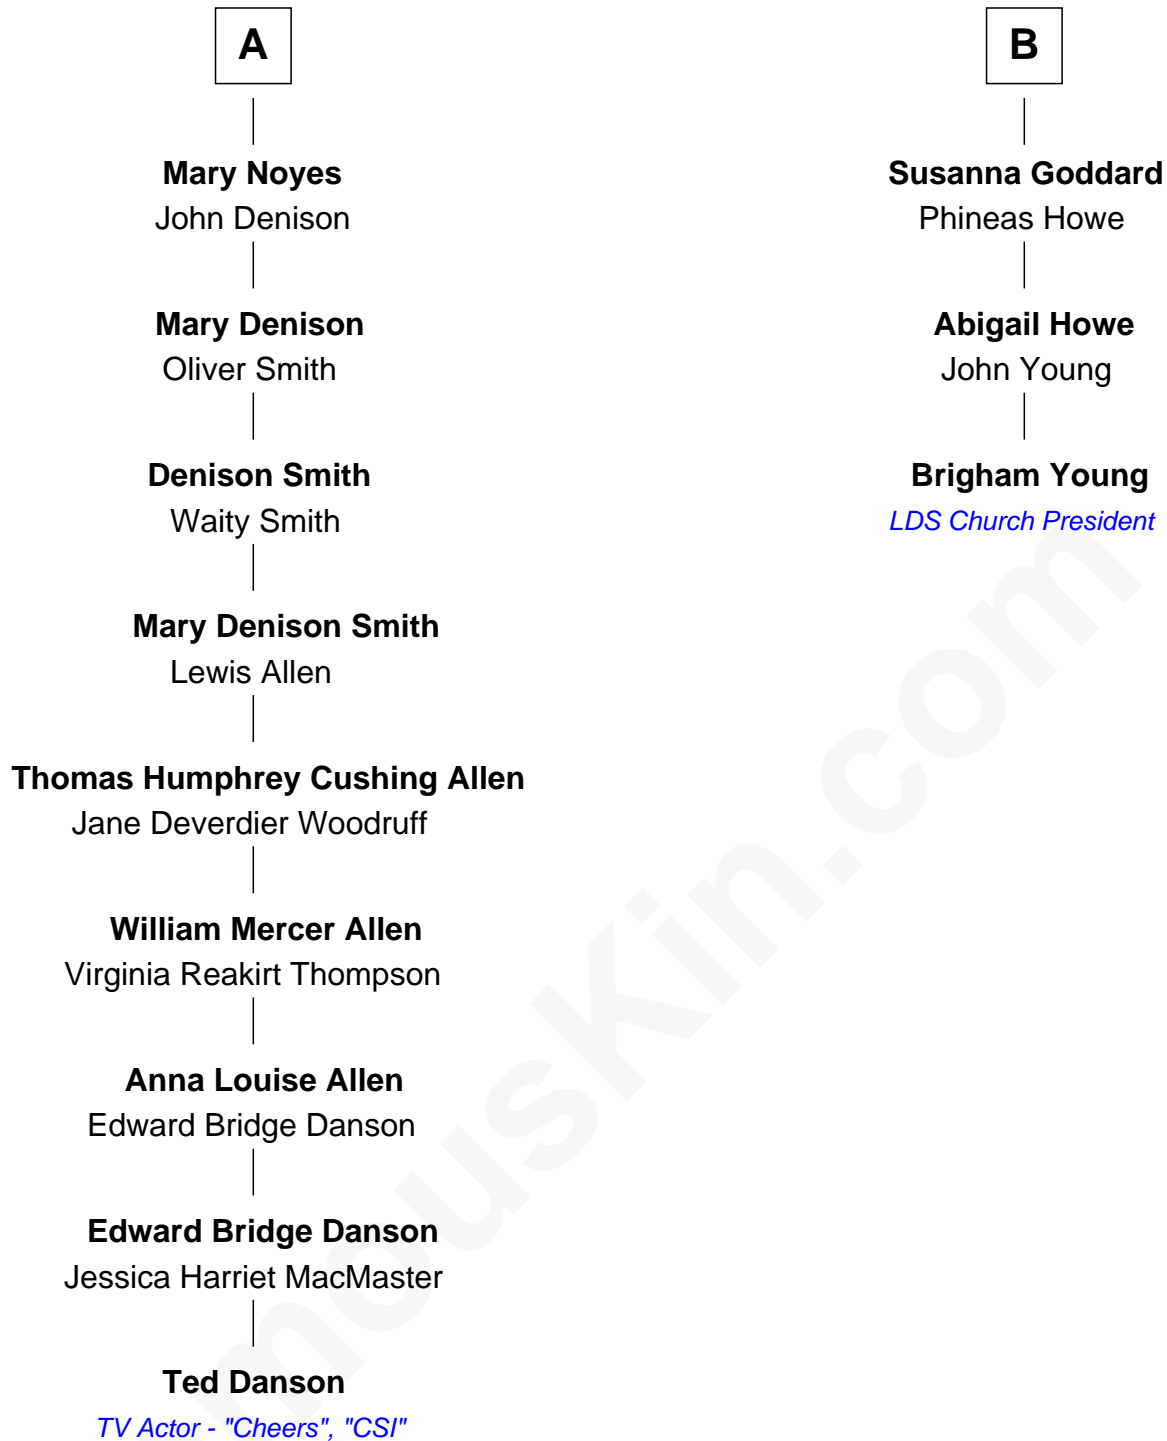 A
Mary Noyes
John Denison
Mary Denison
Oliver Smith
Denison Smith
Waity Smith
Mary Denison Smith
Lewis Allen
Thomas Humphrey Cushing Allen
Jane Deverdier Woodruff
William Mercer Allen
Virginia Reakirt Thompson
Anna Louise Allen
Edward Bridge Danson
Edward Bridge Danson
Jessica Harriet MacMaster
Ted Danson
TV Actor - "Cheers", "CSI"
B
Susanna Goddard
Phineas Howe
Abigail Howe
John Young
Brigham Young
LDS Church President
mousKin.com